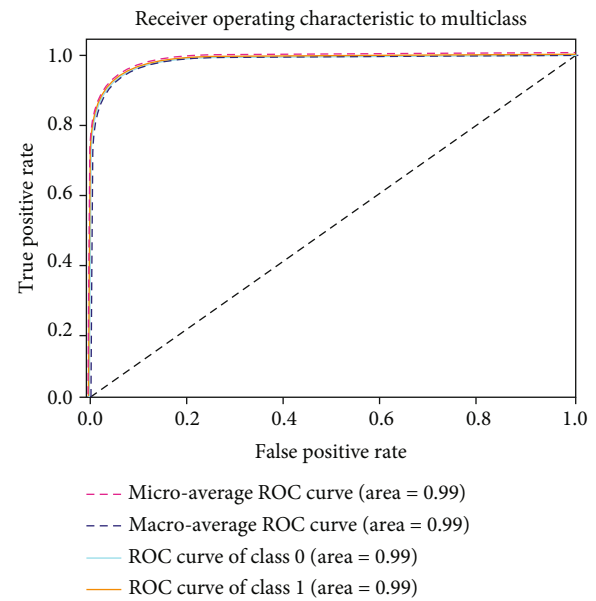 Receiver operating characteristic to multiclass
1.0
0.8
0.6
0.4
0.2
0.0
True positive rate
0.0 0.2 0.4 0.6 0.8 1.0
False positive rate
Micro-average ROC curve (area = 0.99)
Macro-average ROC curve (area = 0.99)
ROC curve of class 0 (area = 0.99)
ROC curve of class 1 (area = 0.99)